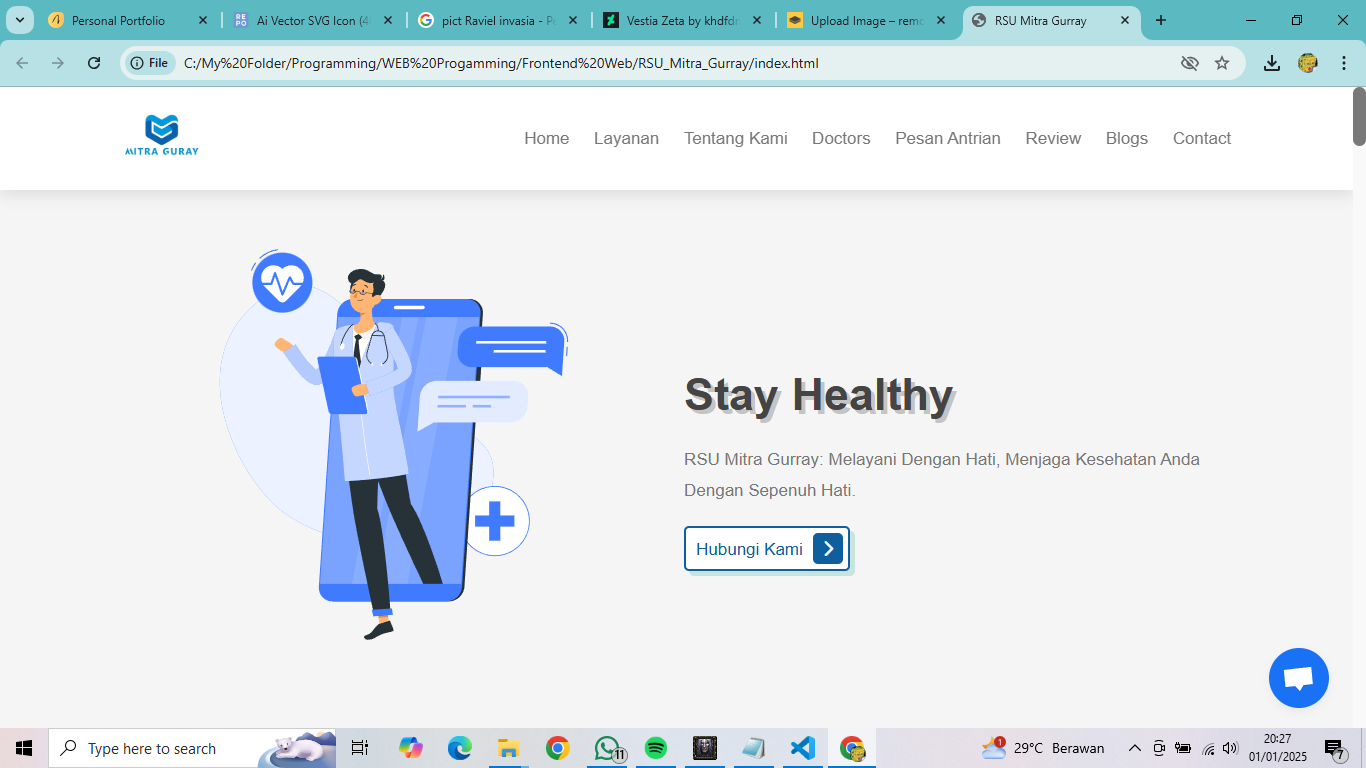 Personal Portfolio
Ai Vector SVG Icon (4
pict Raviel invasia - P
Vestia Zeta by khdfd
Upload Image – remo
RSU Mitra Gurray
File
C:/My%20Folder/Programming/WEB%20Progamming/Frontend%20Web/RSU_Mitra_Gurray/index.html
MITRA GURAY
Home Layanan Tentang Kami Doctors Pesan Antrian Review Blogs Contact
Stay Healthy
RSU Mitra Gurray: Melayani Dengan Hati, Menjaga Kesehatan Anda
Dengan Sepenuh Hati.
Hubungi Kami
Type here to search
11
1
29°C Berawan
20:27
01/01/2025
7